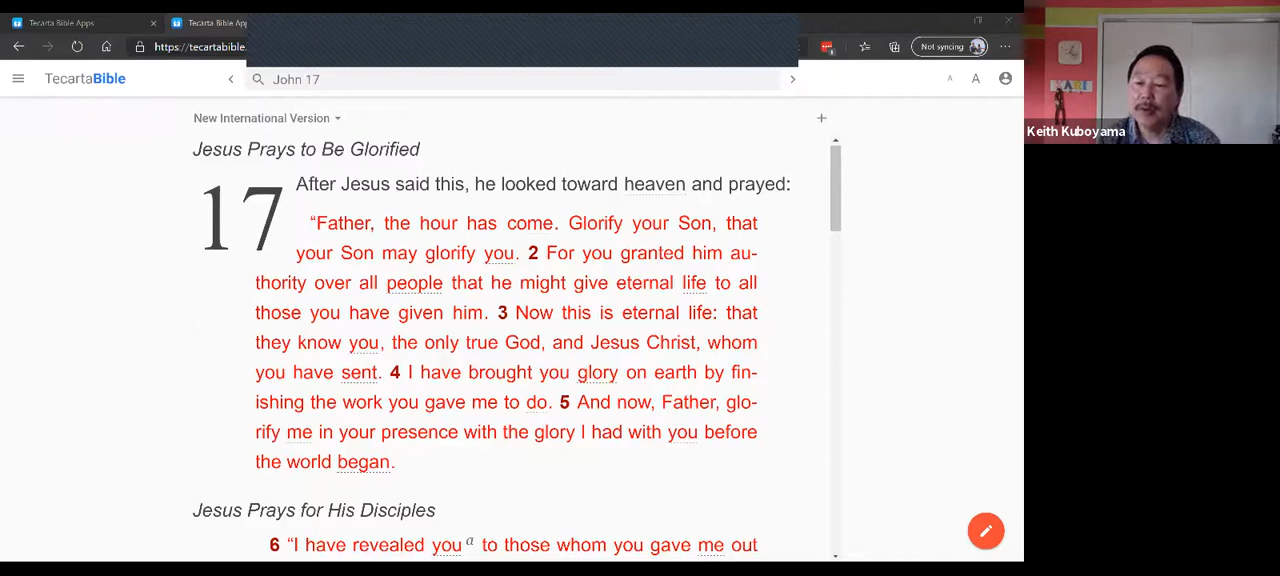 Tecarta Bible Apps
Tecarta Bible App
https://tecartabible.
Not syncing
TecartaBible
John 17
A
A
New International Version
Jesus Prays to Be Glorified
17 After Jesus said this, he looked toward heaven and prayed:
“Father, the hour has come. Glorify your Son, that
your Son may glorify you. 2 For you granted him au-
thority over all people that he might give eternal life to all
those you have given him. 3 Now this is eternal life: that
they know you, the only true God, and Jesus Christ, whom
you have sent. 4 I have brought you glory on earth by fin-
ishing the work you gave me to do. 5 And now, Father, glo-
rify me in your presence with the glory I had with you before
the world began.
Jesus Prays for His Disciples
6 “I have revealed you a to those whom you gave me out
KARI
Keith Kuboyama